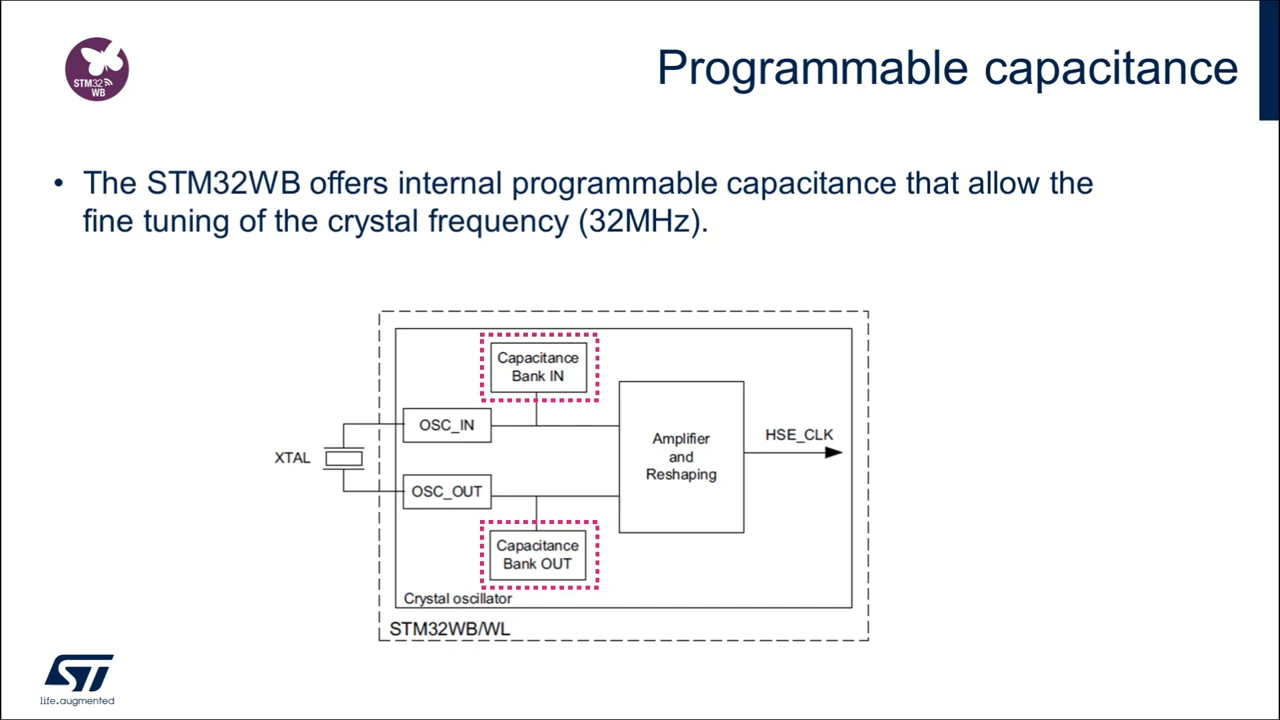 STM32
WB
Programmable capacitance
• The STM32WB offers internal programmable capacitance that allow the
fine tuning of the crystal frequency (32MHz).
Capacitance
Bank IN
OSC_IN
XTAL
OSC_OUT
Amplifier
and
Reshaping
HSE_CLK
Capacitance
Bank OUT
Crystal oscillator
STM32WB/WL
ST
life.augmented